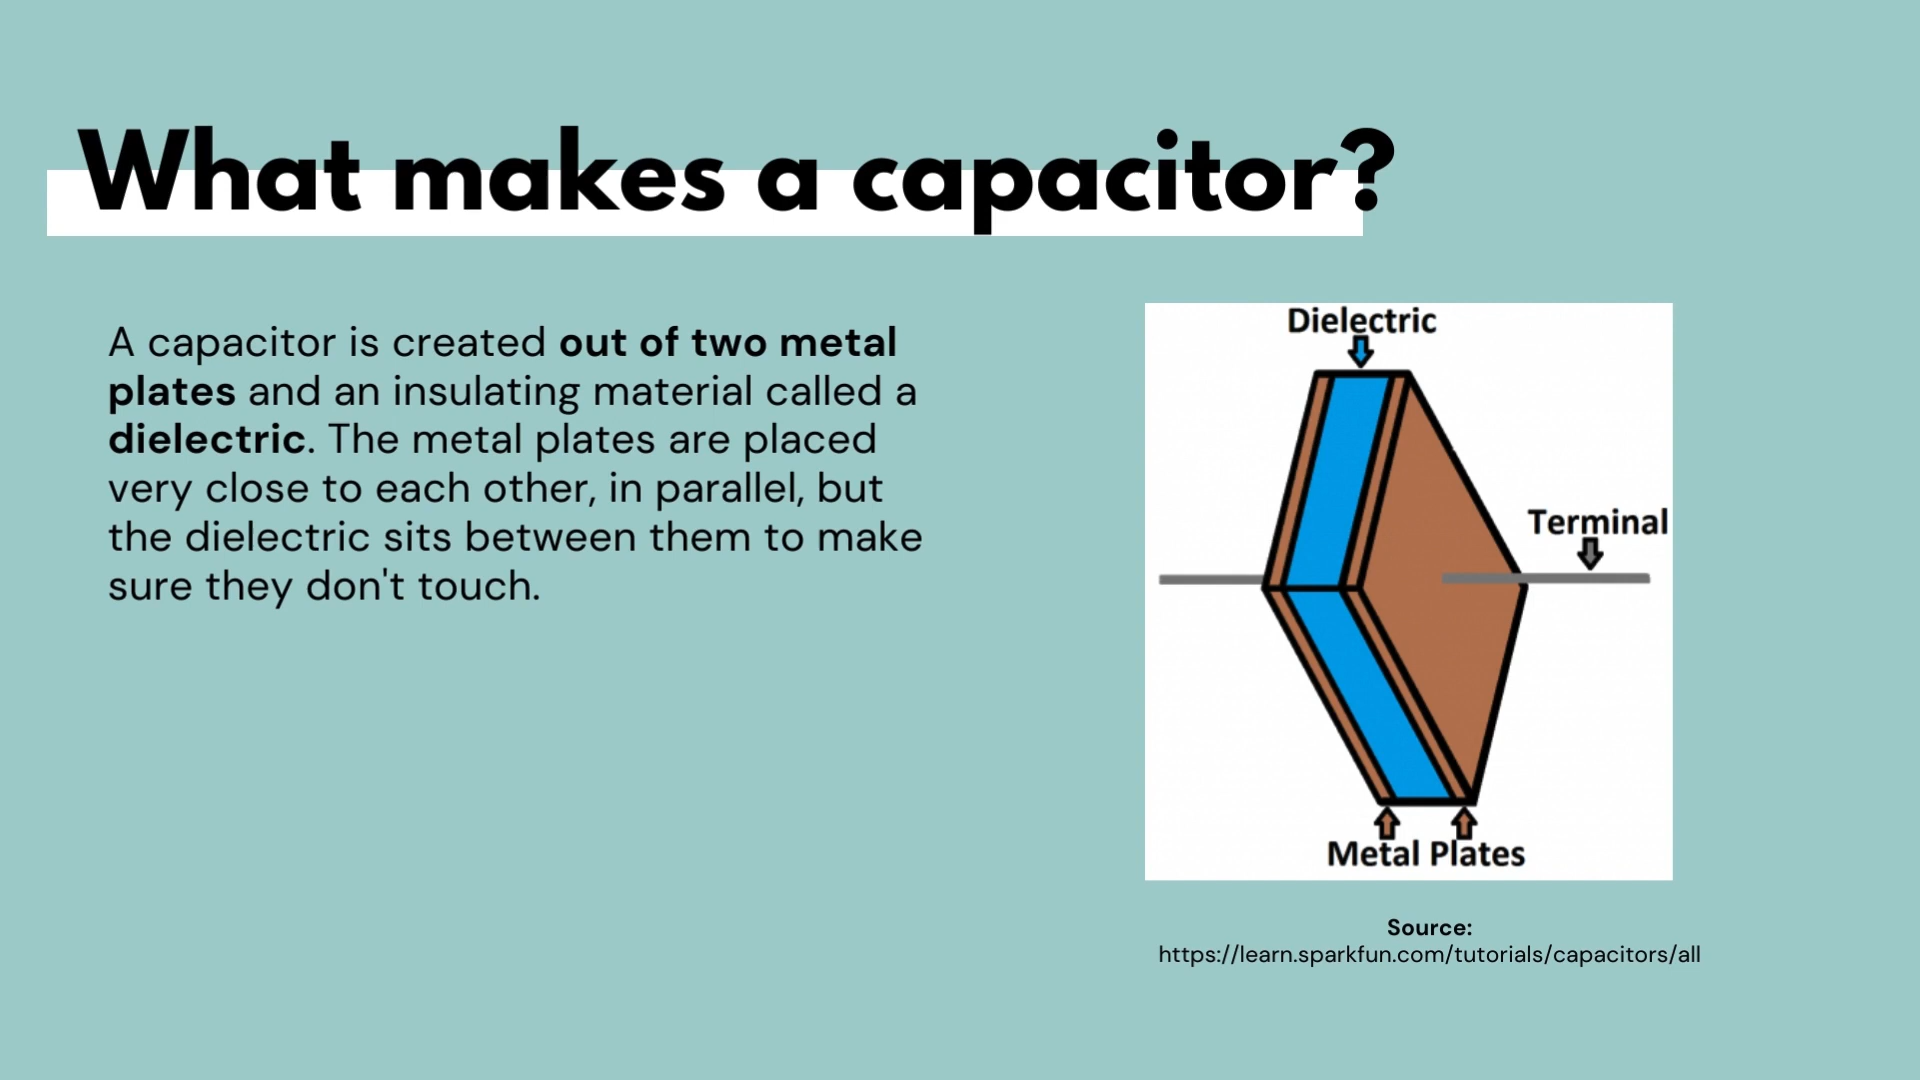 What makes a capacitor?
A capacitor is created out of two metal
plates and an insulating material called a
dielectric. The metal plates are placed
very close to each other, in parallel, but
the dielectric sits between them to make
sure they don't touch.
Dielectric
Terminal
Metal Plates
Source:
https://learn.sparkfun.com/tutorials/capacitors/all